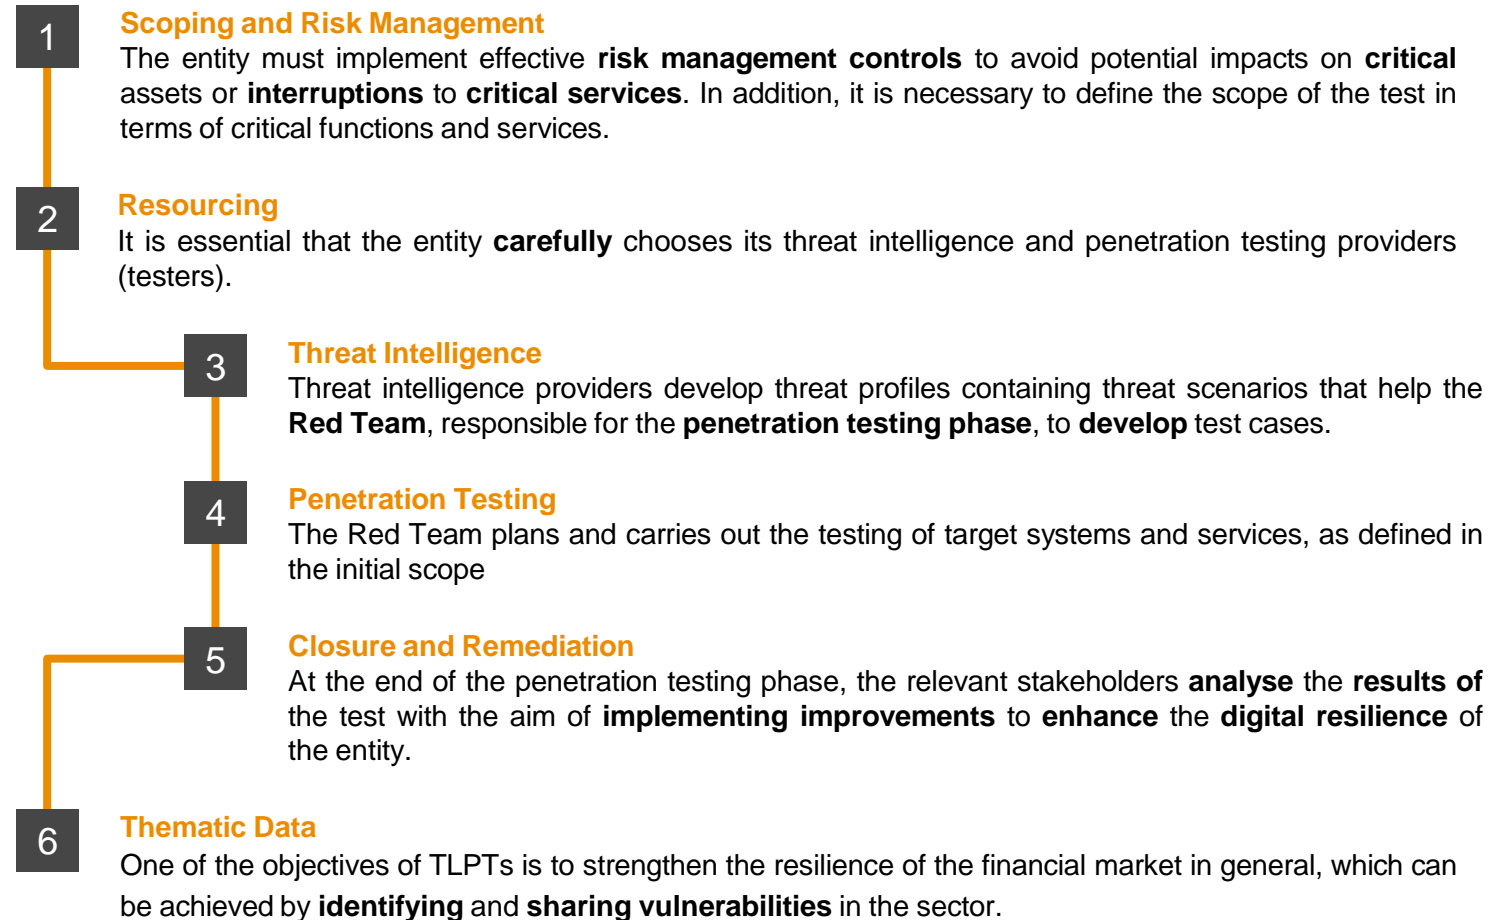 1
Scoping and Risk Management
The entity must implement effective risk management controls to avoid potential impacts on critical
assets or interruptions to critical services. In addition, it is necessary to define the scope of the test in
terms of critical functions and services.
2
Resourcing
It is essential that the entity carefully chooses its threat intelligence and penetration testing providers
(testers).
3
Threat Intelligence
Threat intelligence providers develop threat profiles containing threat scenarios that help the
Red Team, responsible for the penetration testing phase, to develop test cases.
4
Penetration Testing
The Red Team plans and carries out the testing of target systems and services, as defined in
the initial scope
5
Closure and Remediation
At the end of the penetration testing phase, the relevant stakeholders analyse the results of
the test with the aim of implementing improvements to enhance the digital resilience of
the entity.
6
Thematic Data
One of the objectives of TLPTs is to strengthen the resilience of the financial market in general, which can
be achieved by identifying and sharing vulnerabilities in the sector.